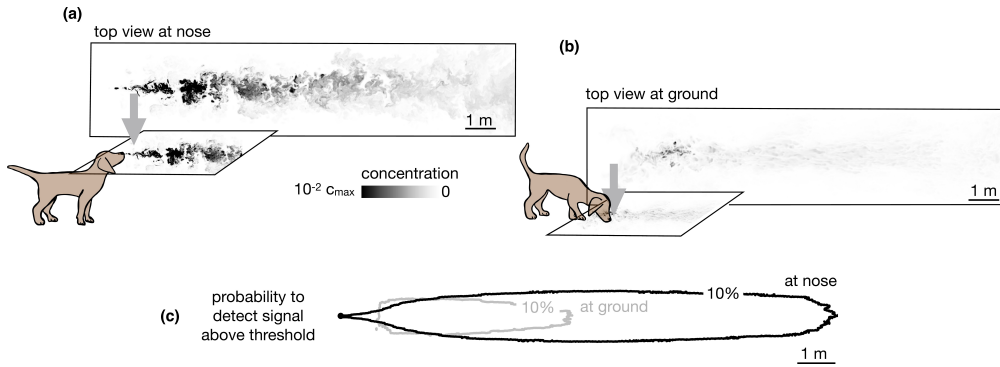 (a)
top view at nose
1 m
concentration
10⁻² cₘₐₓ
0
(b)
top view at ground
1 m
(c)
probability to
detect signal
above threshold
10%
at ground
10%
at nose
1 m